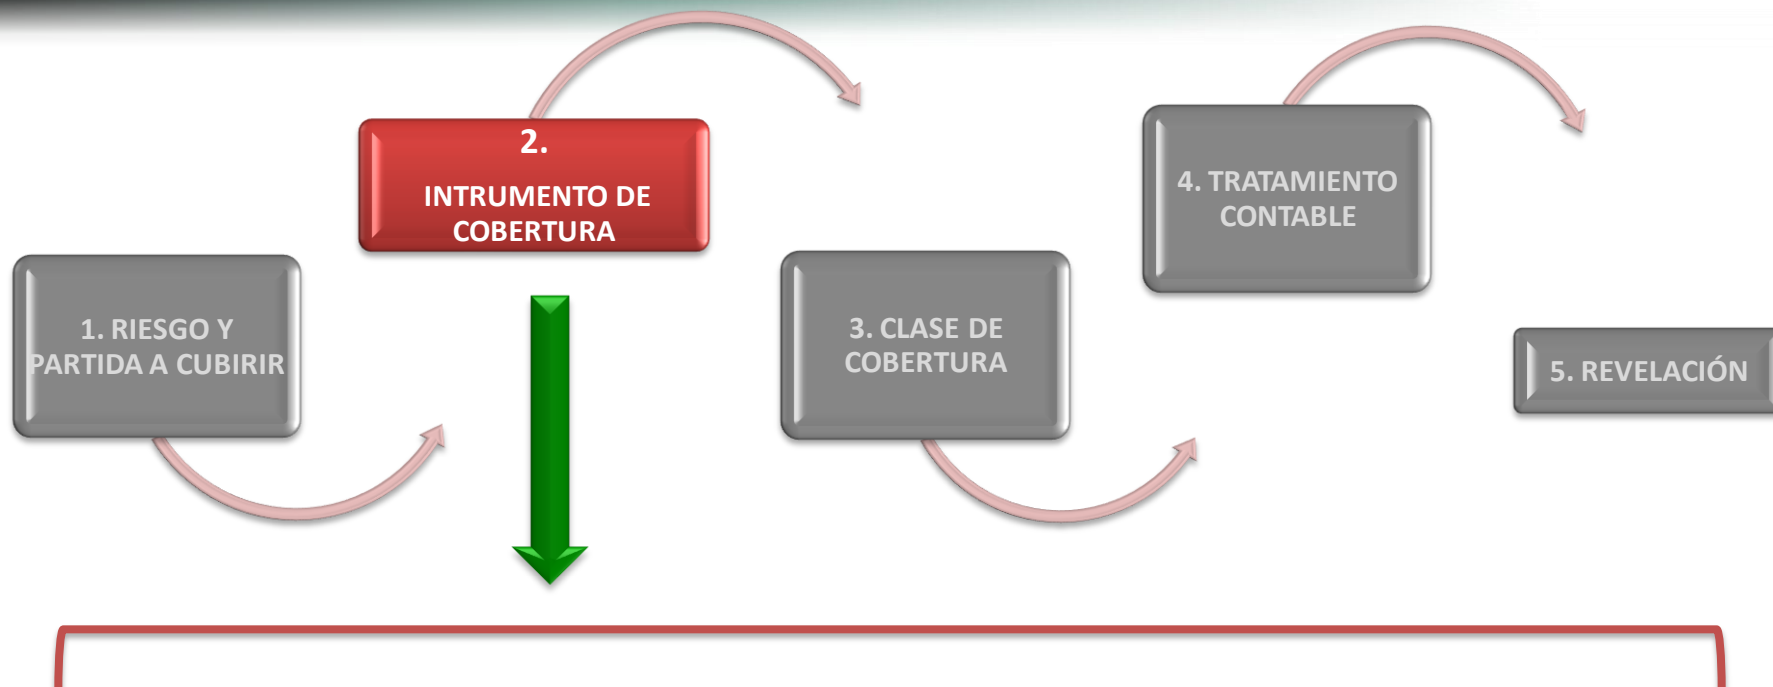 1. RIESGO Y
PARTIDA A CUBIRIR
2.
INTRUMENTO DE
COBERTURA
3. CLASE DE
COBERTURA
4. TRATAMIENTO
CONTABLE
5. REVELACIÓN